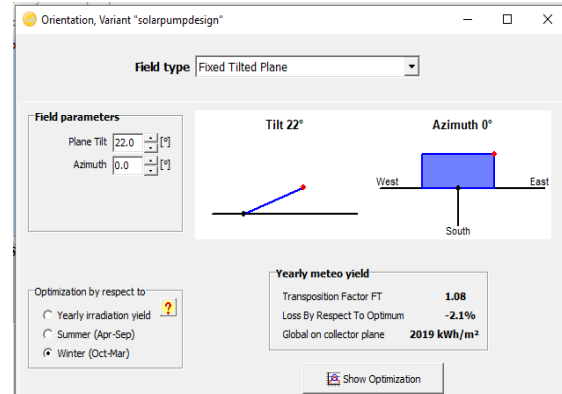 Orientation, Variant "solarpumpdesign"
Field type Fixed Tilted Plane
Field parameters
Plane Tilt 22.0 [º]
Azimuth 0.0 [º]
Tilt 22° Azimuth 0°
West East
South
Optimization by respect to
?
Yearly irradiation yield
Summer (Apr-Sep)
Winter (Oct-Mar)
Yearly meteo yield
Transposition Factor FT 1.08
Loss By Respect To Optimum -2.1%
Global on collector plane 2019 kWh/m²
Show Optimization